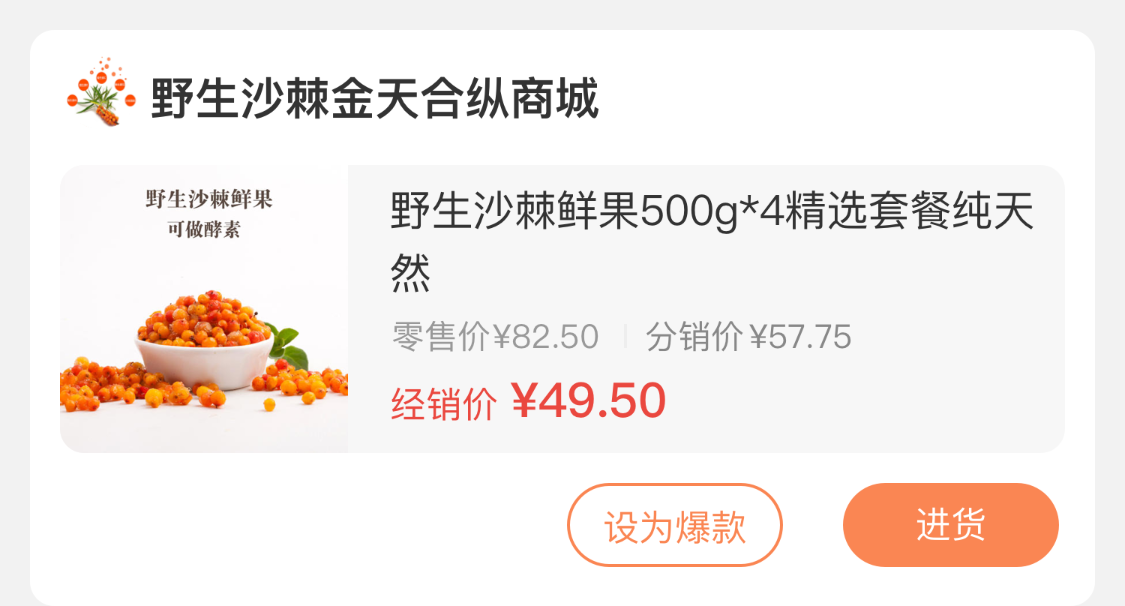 野生沙棘金天合纵商城
野生沙棘鲜果
可做酵素
野生沙棘鲜果500g*4精选套餐纯天
然
零售价¥82.50 分销价¥57.75
经销价 ¥49.50
设为爆款 进货